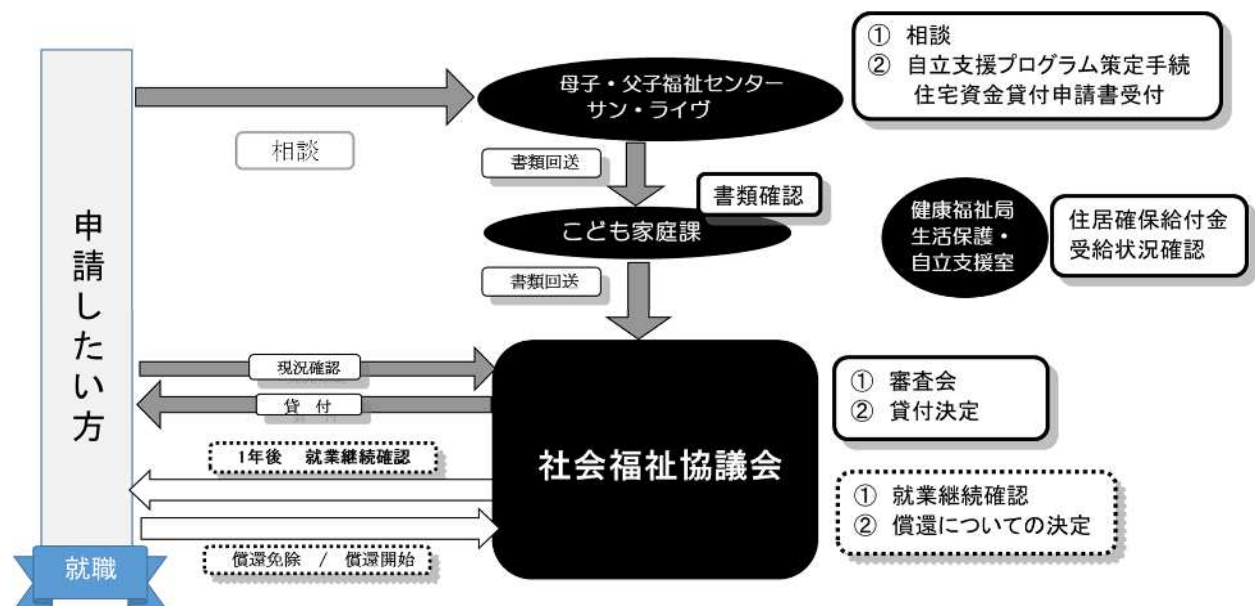 ① 相談
② 自立支援プログラム策定手続
住宅資金貸付申請書受付
母子・父子福祉センター
サン・ライヴ
相談
書類回送
書類確認
こども家庭課
健康福祉局
生活保護・
自立支援室
住居確保給付金
受給状況確認
書類回送
申請したい方
現況確認
貸 付
① 審査会
② 貸付決定
1年後 就業継続確認
社会福祉協議会
① 就業継続確認
② 償還についての決定
償還免除 / 償還開始
就職